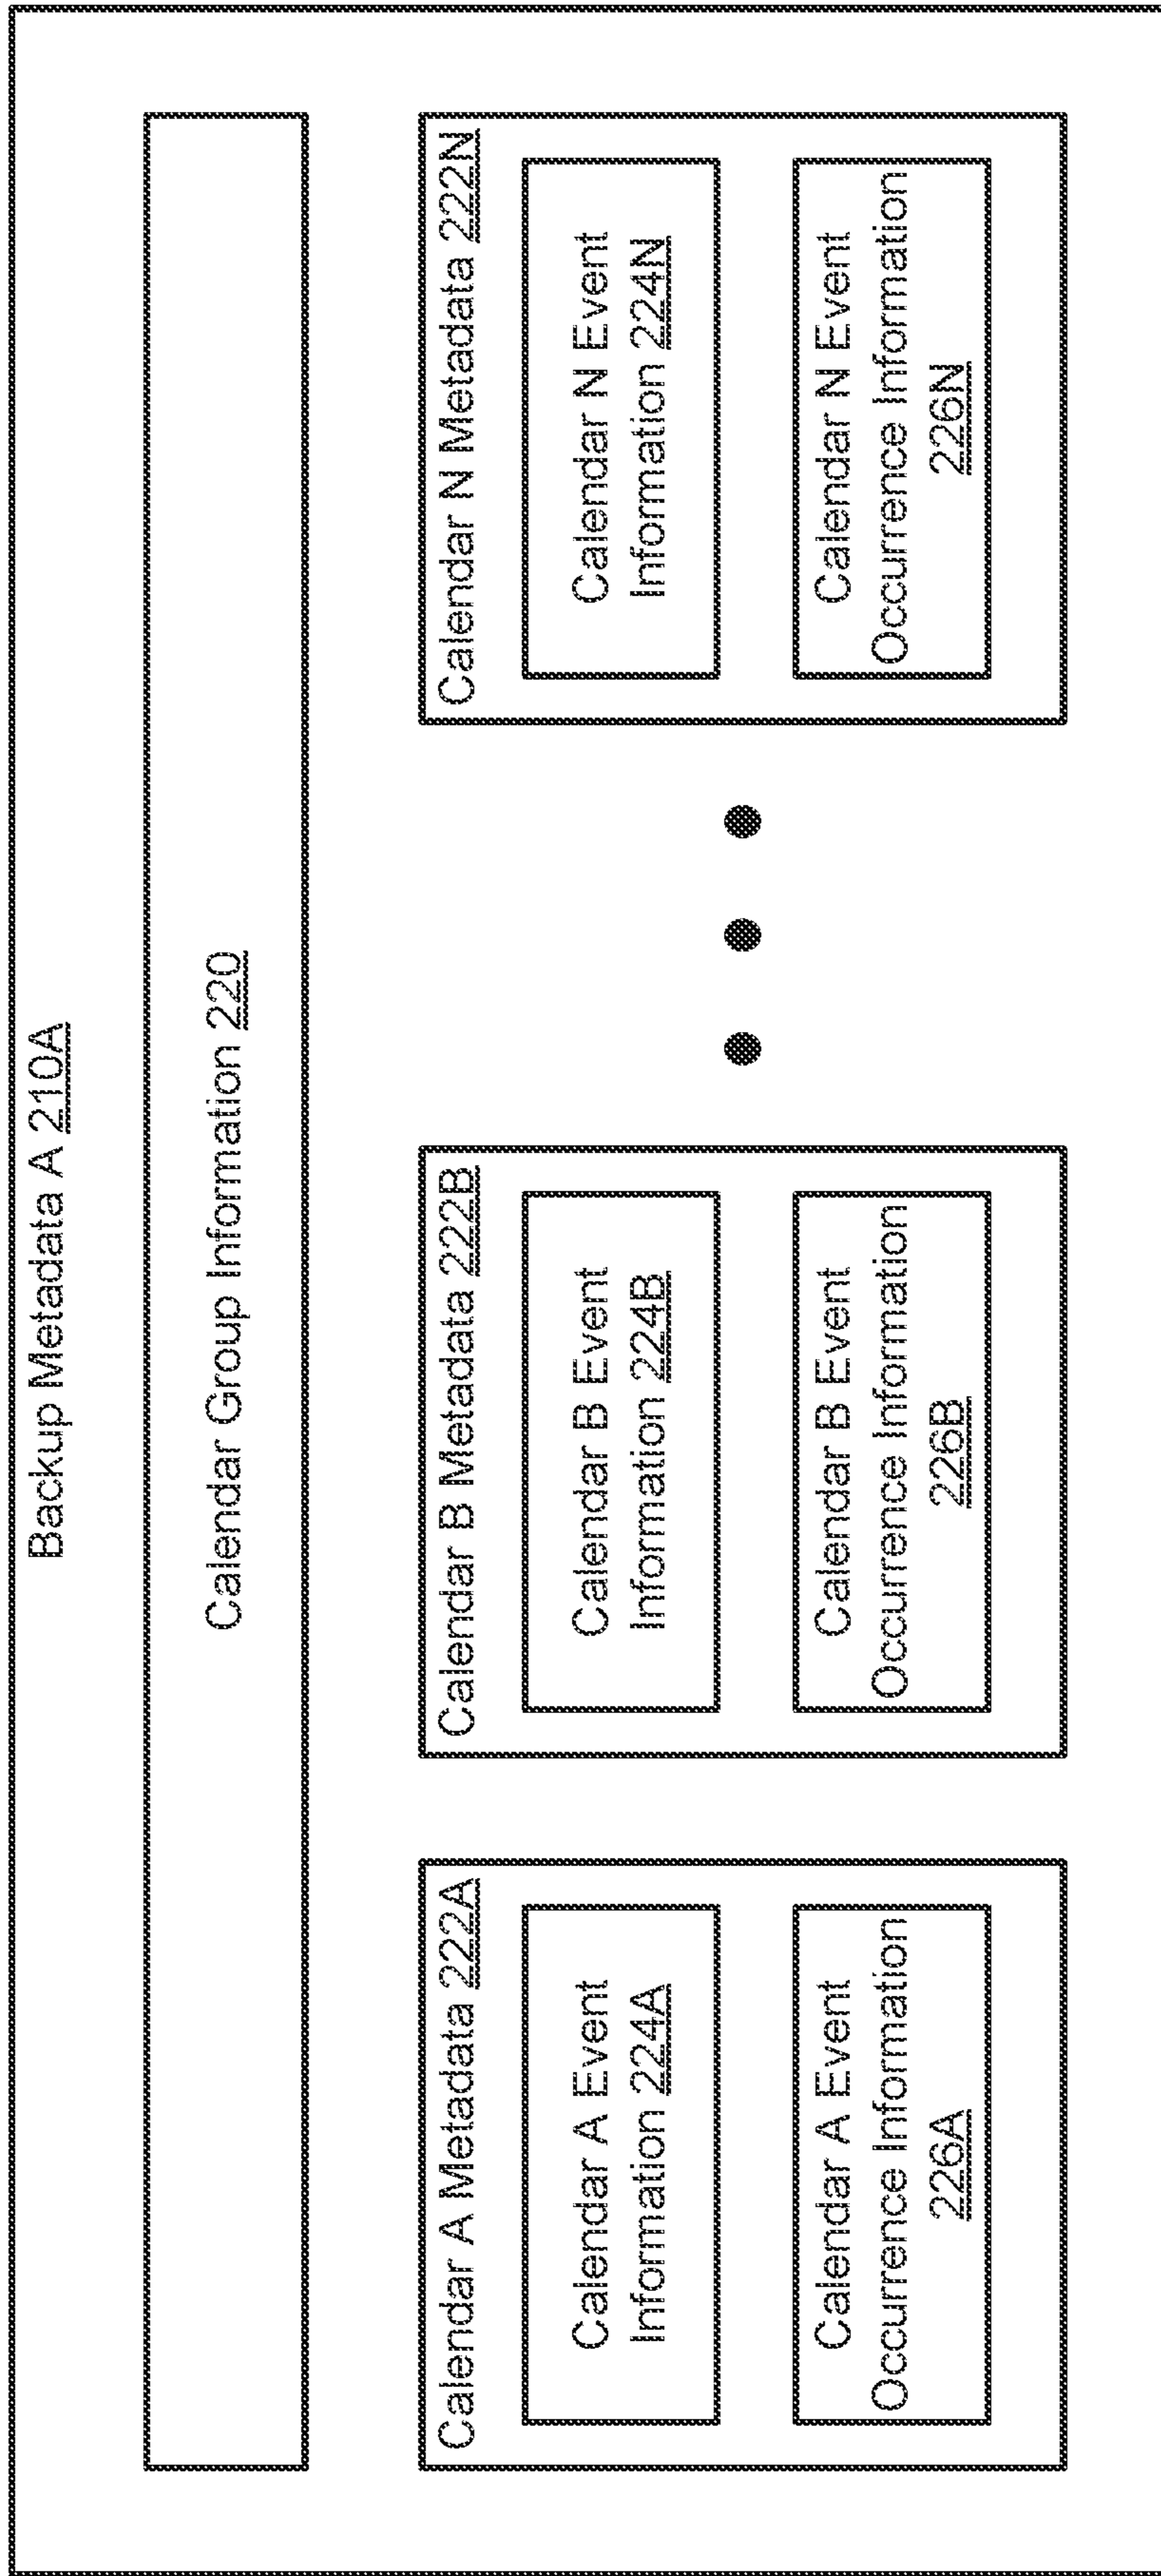 Backup Metadata A 210A
Calendar Group Information 220
Calendar A Metadata 222A
Calendar A Event
Information 224A
Calendar A Event
Occurrence Information
226A
Calendar B Metadata 222B
Calendar B Event
Information 224B
Calendar B Event
Occurrence Information
226B
Calendar N Metadata 222N
Calendar N Event
Information 224N
Calendar N Event
Occurrence Information
226N